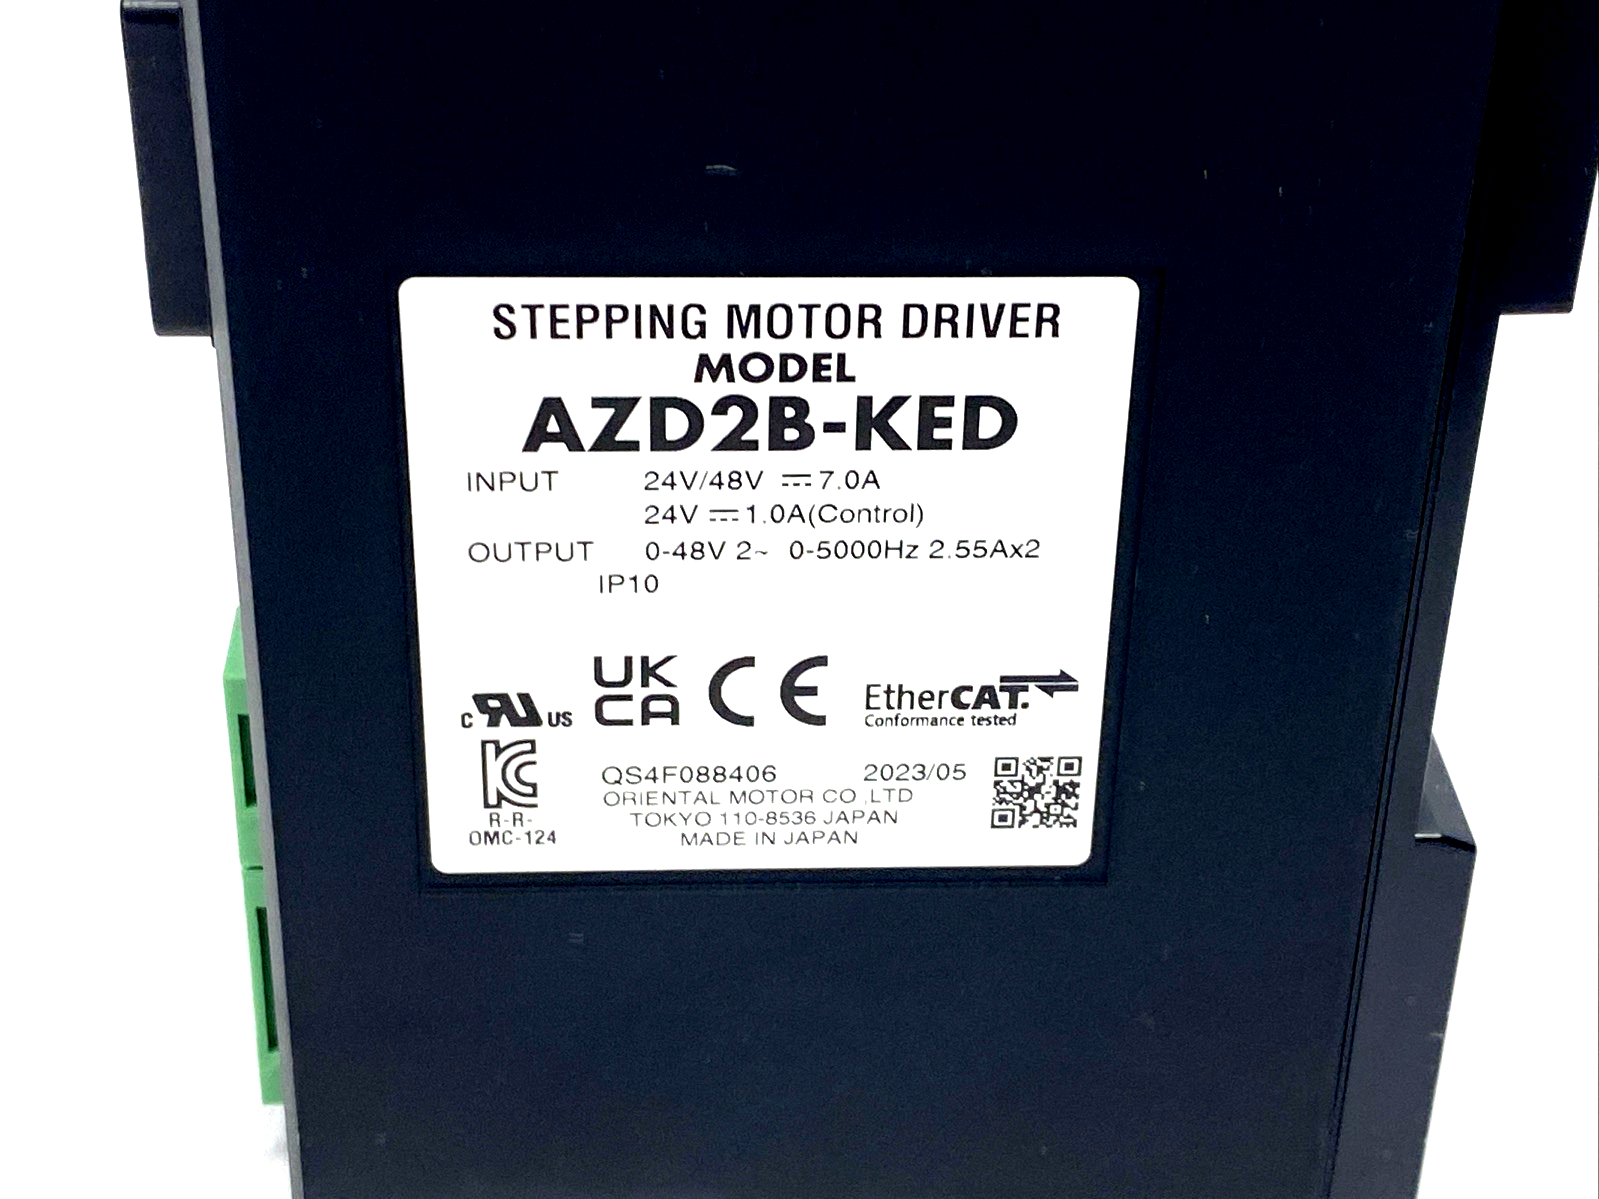 STEPPING MOTOR DRIVER
MODEL
AZD2B-KED
INPUT 24V/48V ⎓ 7.0A
24V ⎓ 1.0A(Control)
OUTPUT 0-48V 2~ 0-5000Hz 2.55Ax2
IP10
C RU US UK CA CE EtherCAT.
Conformance tested
KC
R-R-
OMC-124
QS4F088406 2023/05
ORIENTAL MOTOR CO.,LTD
TOKYO 110-8536 JAPAN
MADE IN JAPAN